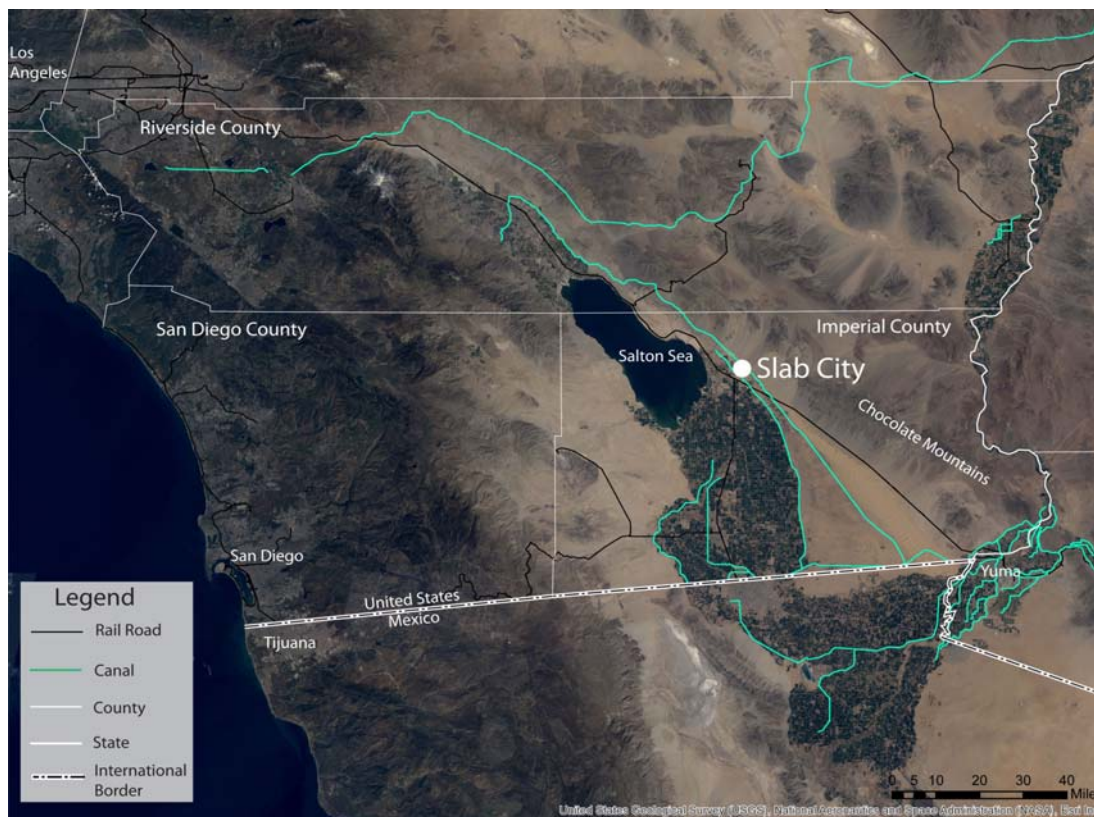 Los
Angeles
Riverside County
San Diego County
Imperial County
Salton Sea
Slab City
Chocolate Mountains
San Diego
United States
Mexico
Yuma
Tijuana
Legend
Rail Road
Canal
County
State
International
Border
0 5 10 20 30 40
Mile
United States Geological Survey (USGS), National Aeronautics and Space Administration (NASA), Esri In